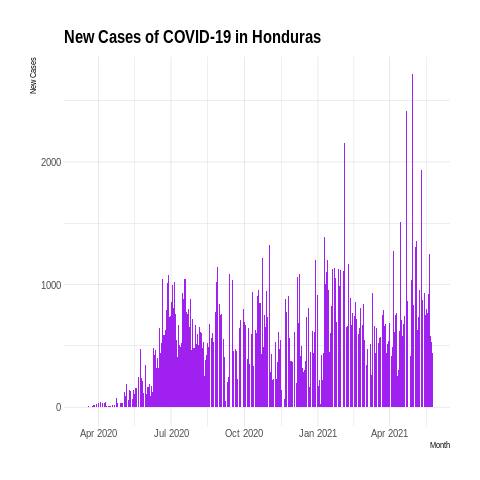 New Cases of COVID-19 in Honduras
New Cases
2000
1000
0
Apr 2020 Jul 2020 Oct 2020 Jan 2021 Apr 2021
Month